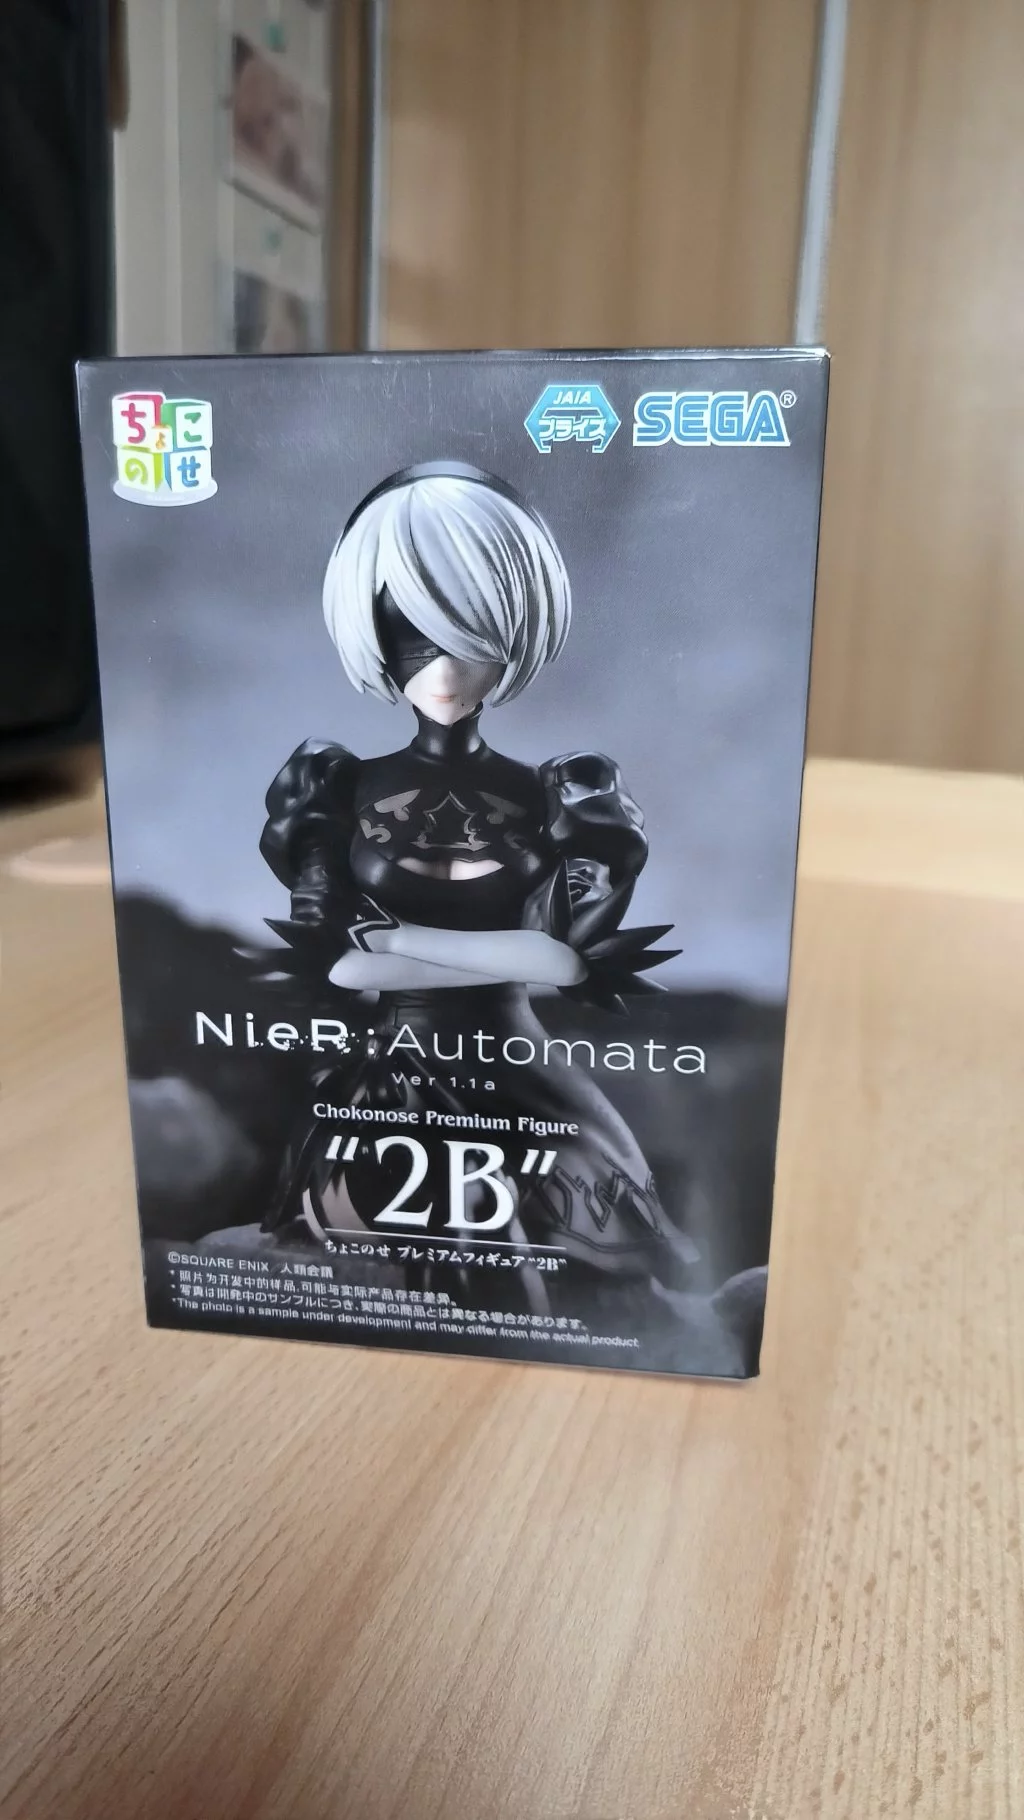 ちょこのせ
JAIA
プライズ
SEGA®
NieR:Automata
Ver 1.1a
Chokonose Premium Figure
"2B"
ちょこのせ プレミアムフィギュア "2B"
©SQUARE ENIX／人類会議
* 照片为开发中的样品,可能与实际产品存在差异。
* 写真は開発中のサンプルにつき、実際の商品とは異なる場合があります。
*The photo is a sample under development and may differ from the actual product.